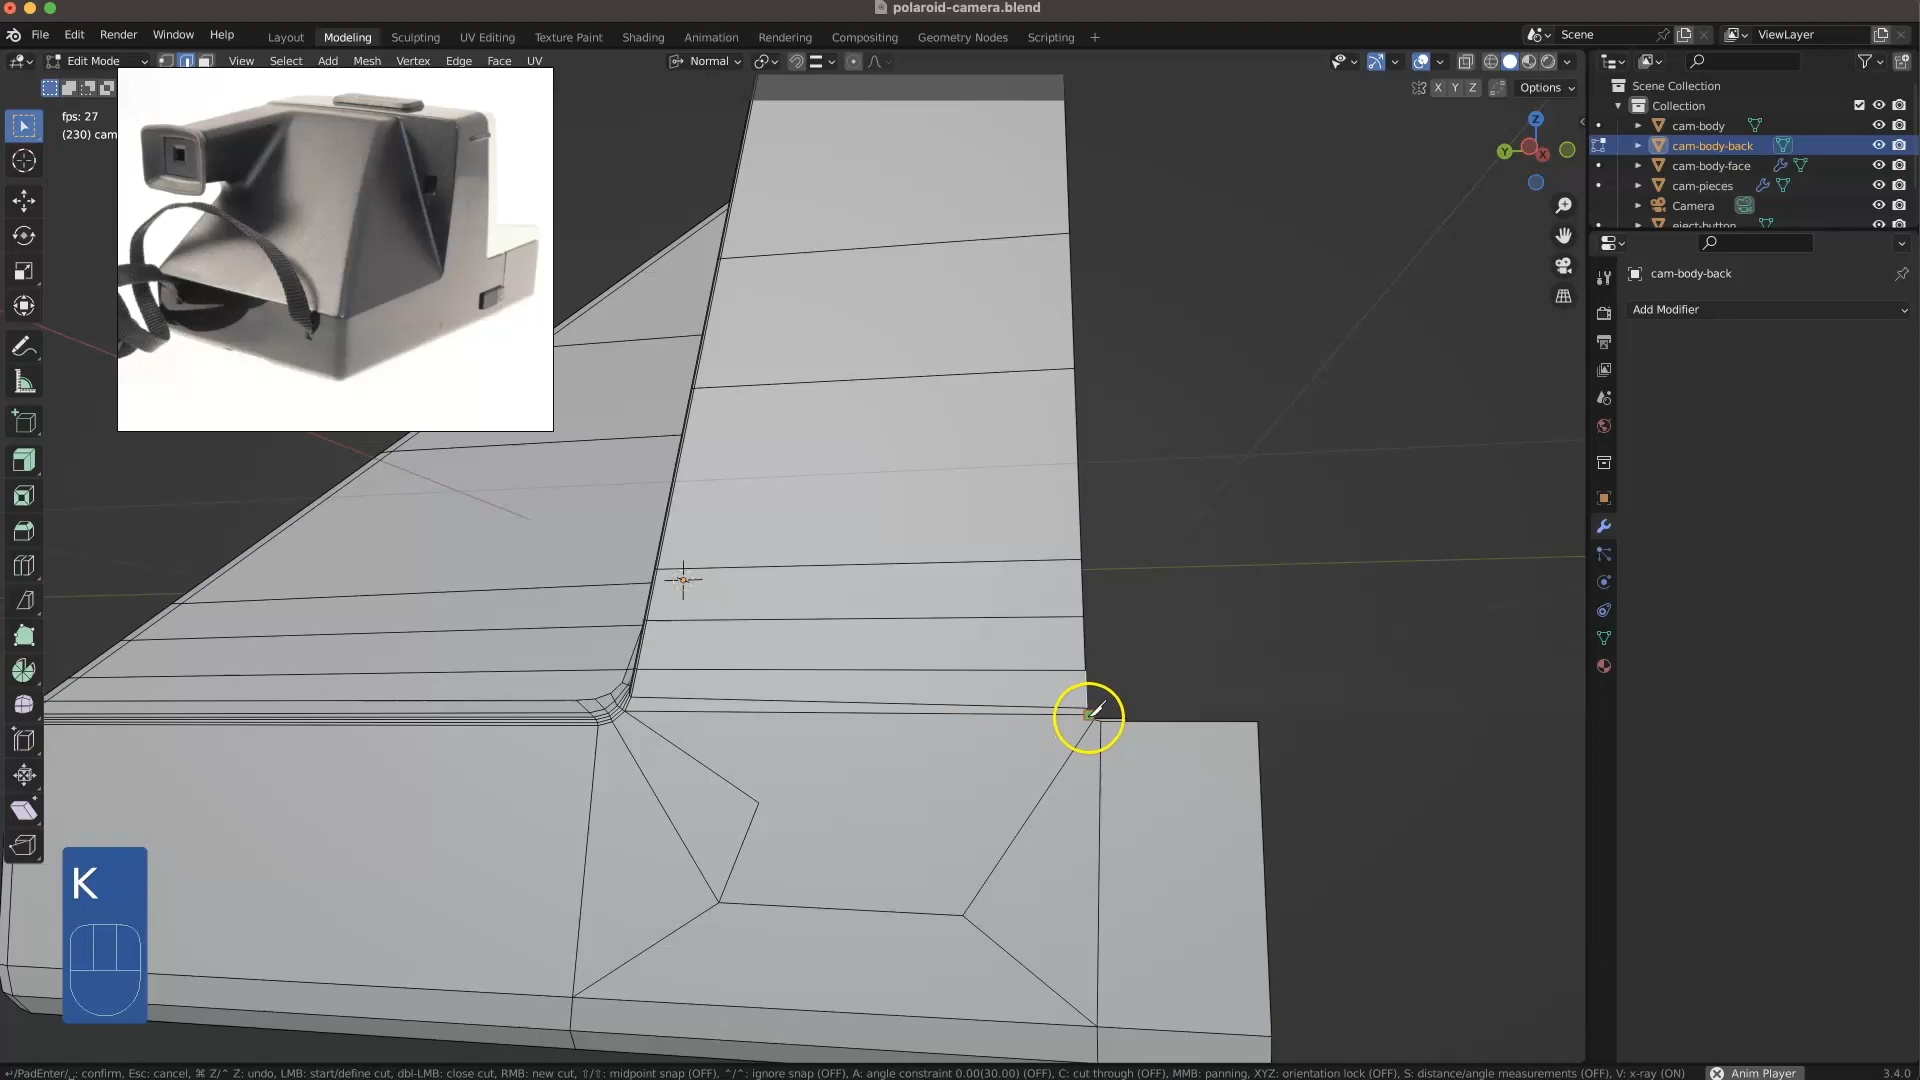 polaroid-camera.blend
File Edit Render Window Help Layout Modeling Sculpting UV Editing Texture Paint Shading Animation Rendering Compositing Geometry Nodes Scripting + Scene ViewLayer
Edit Mode View Select Add Mesh Vertex Edge Face UV Normal
X Y Z Options
fps: 27
(230) cam
Z
Y
X
Scene Collection
Collection
cam-body
cam-body-back
cam-body-face
cam-pieces
Camera
eject-button
cam-body-back
Add Modifier
K
↵/PadEnter/␣: confirm, Esc: cancel, ⌘ Z/⌃ Z: undo, LMB: start/define cut, dbl-LMB: close cut, RMB: new cut, ⇧/⇧: midpoint snap (OFF), ⌃/⌃: ignore snap (OFF), A: angle constraint 0.00(30.00) (OFF), C: cut through (OFF), MMB: panning, XYZ: orientation lock (OFF), S: distance/angle measurements (OFF), V: x-ray (ON) Anim Player 3.4.0